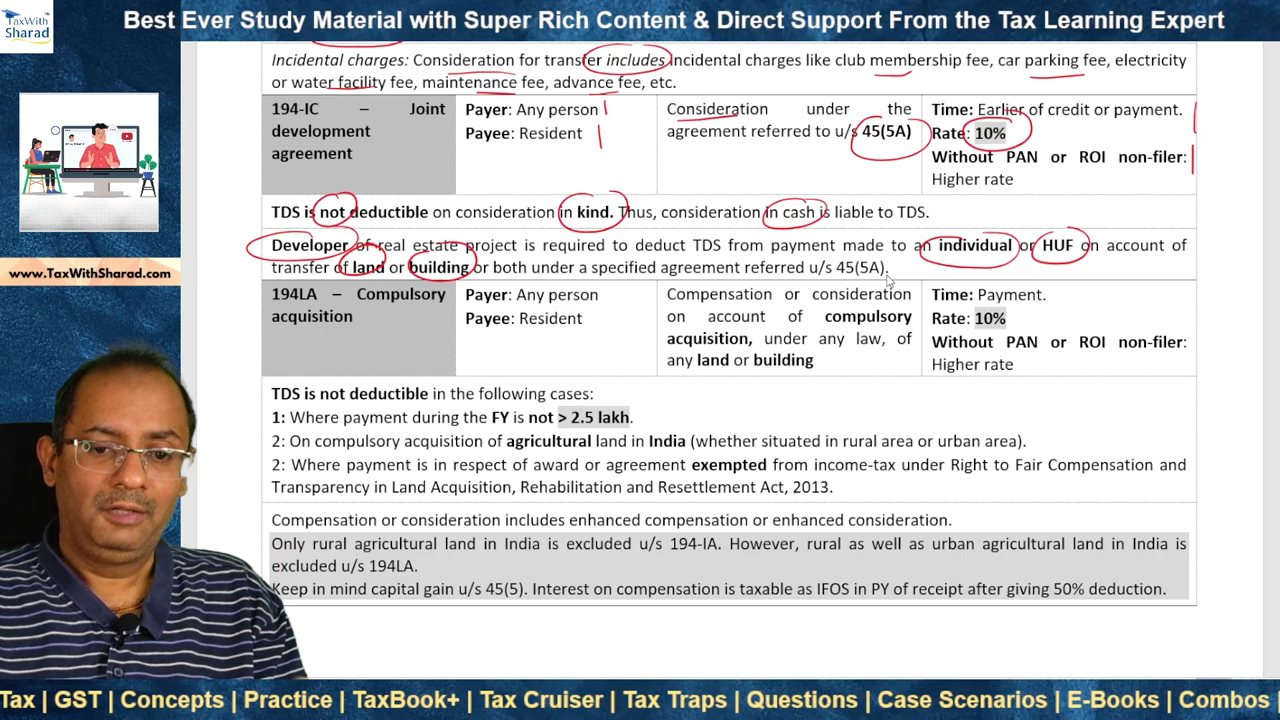 Best Ever Study Material with Super Rich Content & Direct Support From the Tax Learning Expert
TaxWith
Sharad
www.TaxWithSharad.com
Incidental charges: Consideration for transfer includes incidental charges like club membership fee, car parking fee, electricity
or water facility fee, maintenance fee, advance fee, etc.
194-IC – Joint
development
agreement
Payer: Any person
Payee: Resident
Consideration under the
agreement referred to u/s 45(5A)
Time: Earlier of credit or payment.
Rate: 10%
Without PAN or ROI non-filer:
Higher rate
TDS is not deductible on consideration in kind. Thus, consideration in cash is liable to TDS.
Developer of real estate project is required to deduct TDS from payment made to an individual or HUF on account of
transfer of land or building or both under a specified agreement referred u/s 45(5A).
194LA – Compulsory
acquisition
Payer: Any person
Payee: Resident
Compensation or consideration
on account of compulsory
acquisition, under any law, of
any land or building
Time: Payment.
Rate: 10%
Without PAN or ROI non-filer:
Higher rate
TDS is not deductible in the following cases:
1: Where payment during the FY is not > 2.5 lakh.
2: On compulsory acquisition of agricultural land in India (whether situated in rural area or urban area).
2: Where payment is in respect of award or agreement exempted from income-tax under Right to Fair Compensation and
Transparency in Land Acquisition, Rehabilitation and Resettlement Act, 2013.
Compensation or consideration includes enhanced compensation or enhanced consideration.
Only rural agricultural land in India is excluded u/s 194-IA. However, rural as well as urban agricultural land in India is
excluded u/s 194LA.
Keep in mind capital gain u/s 45(5). Interest on compensation is taxable as IFOS in PY of receipt after giving 50% deduction.
Tax | GST | Concepts | Practice | TaxBook+ | Tax Cruiser | Tax Traps | Questions | Case Scenarios | E-Books | Combos |